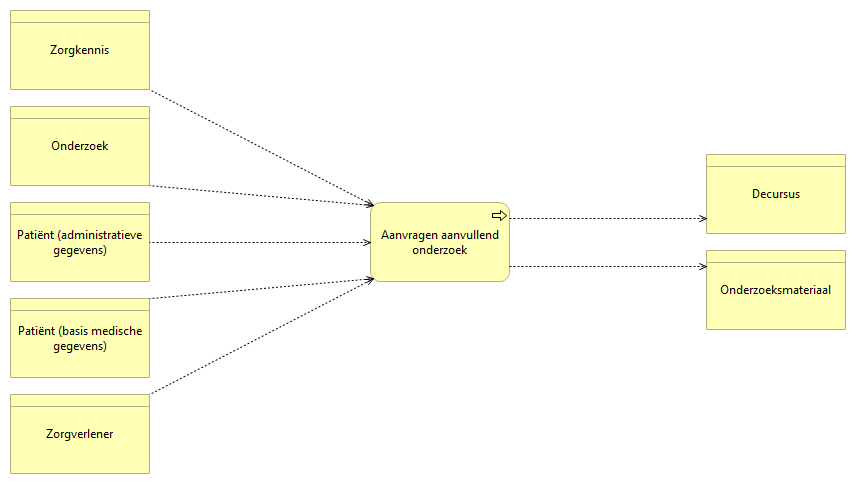 Zorgkennis
Onderzoek
Patiënt (administratieve
gegevens)
Patiënt (basis medische
gegevens)
Zorgverlener
Aanvragen aanvullend
onderzoek
Decursus
Onderzoeksmateriaal